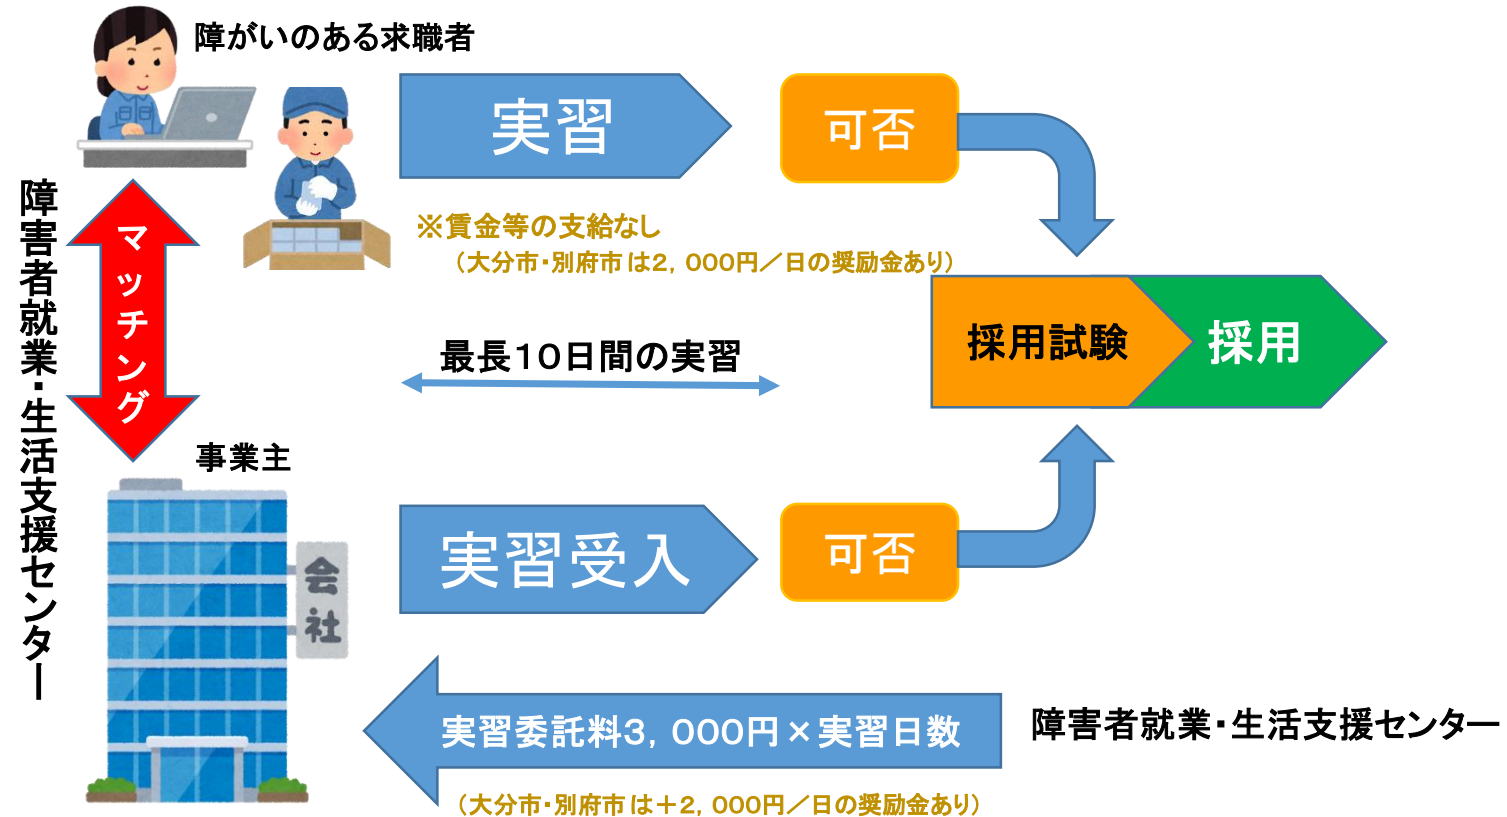 障がいのある求職者
実習
可否
※賃金等の支給なし
（大分市・別府市は２，０００円／日の奨励金あり）
障害者就業・生活支援センター
マッチング
最長１０日間の実習
採用試験
採用
事業主
会社
実習受入
可否
実習委託料３，０００円×実習日数
障害者就業・生活支援センター
（大分市・別府市は＋２，０００円／日の奨励金あり）